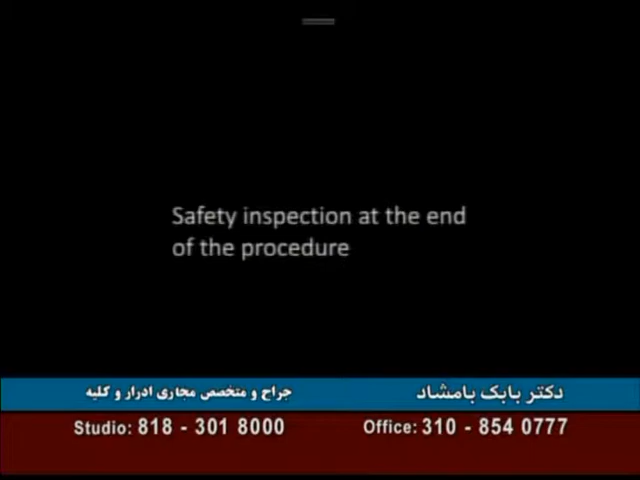 Safety inspection at the end
of the procedure
دکتر بابک بامشاد
جراح و متخصص مجاری ادرار و کلیه
Studio: 818 - 301 8000
Office: 310 - 854 0777